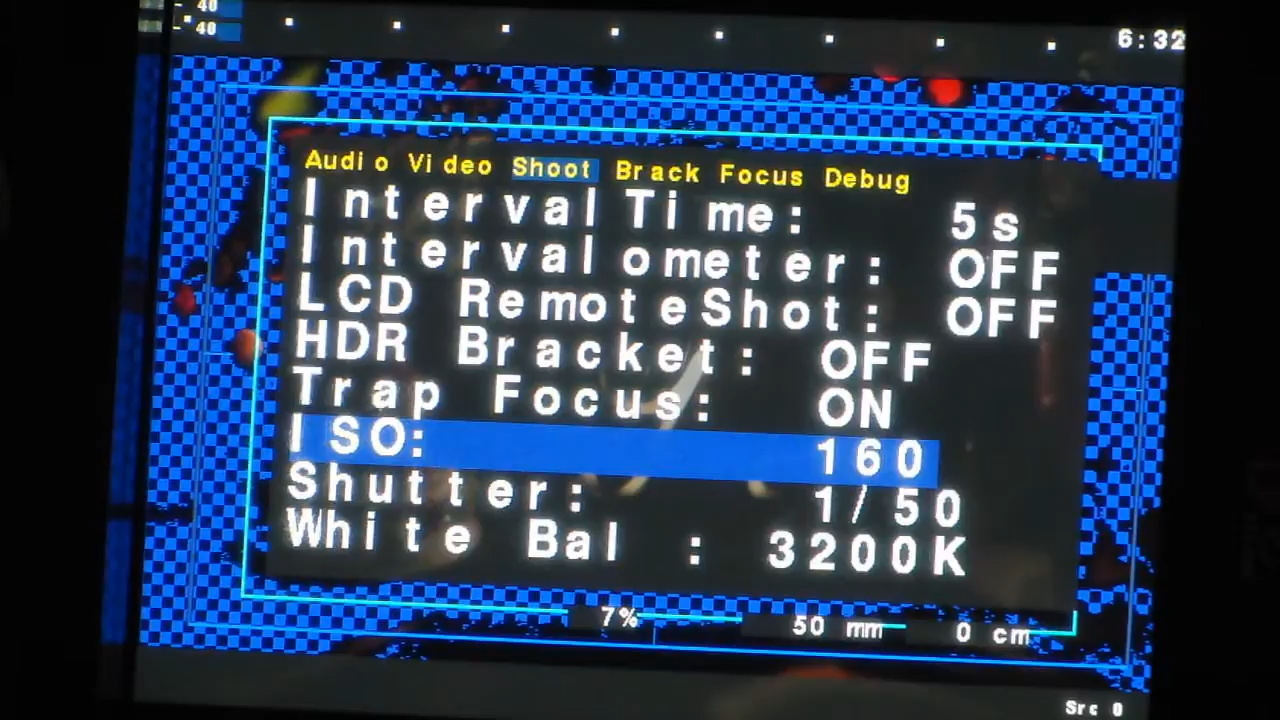 - 40
- 40
6:32
Audio Video Shoot Brack Focus Debug
Interval Time: 5s
Intervalometer: OFF
LCD RemoteShot: OFF
HDR Bracket: OFF
Trap Focus: ON
ISO: 160
Shutter: 1/50
White Bal : 3200K
7% 50 mm 0 cm
Src 0